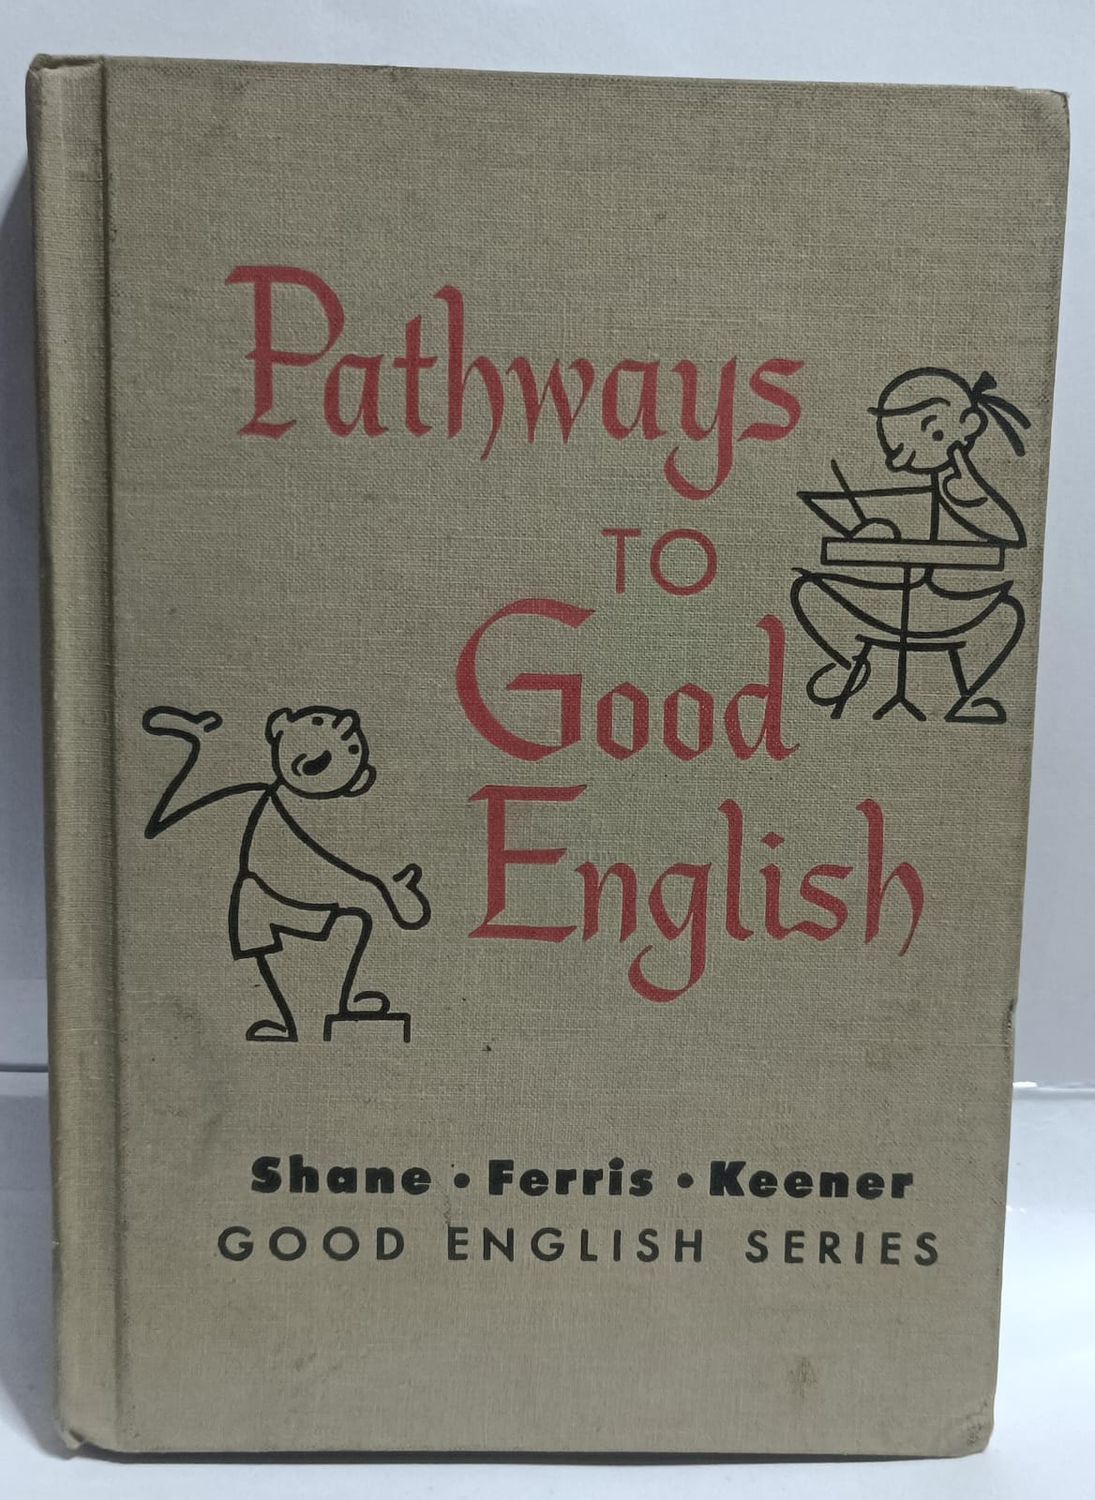 Pathways
TO
Good
English
Shane • Ferris • Keener
GOOD ENGLISH SERIES